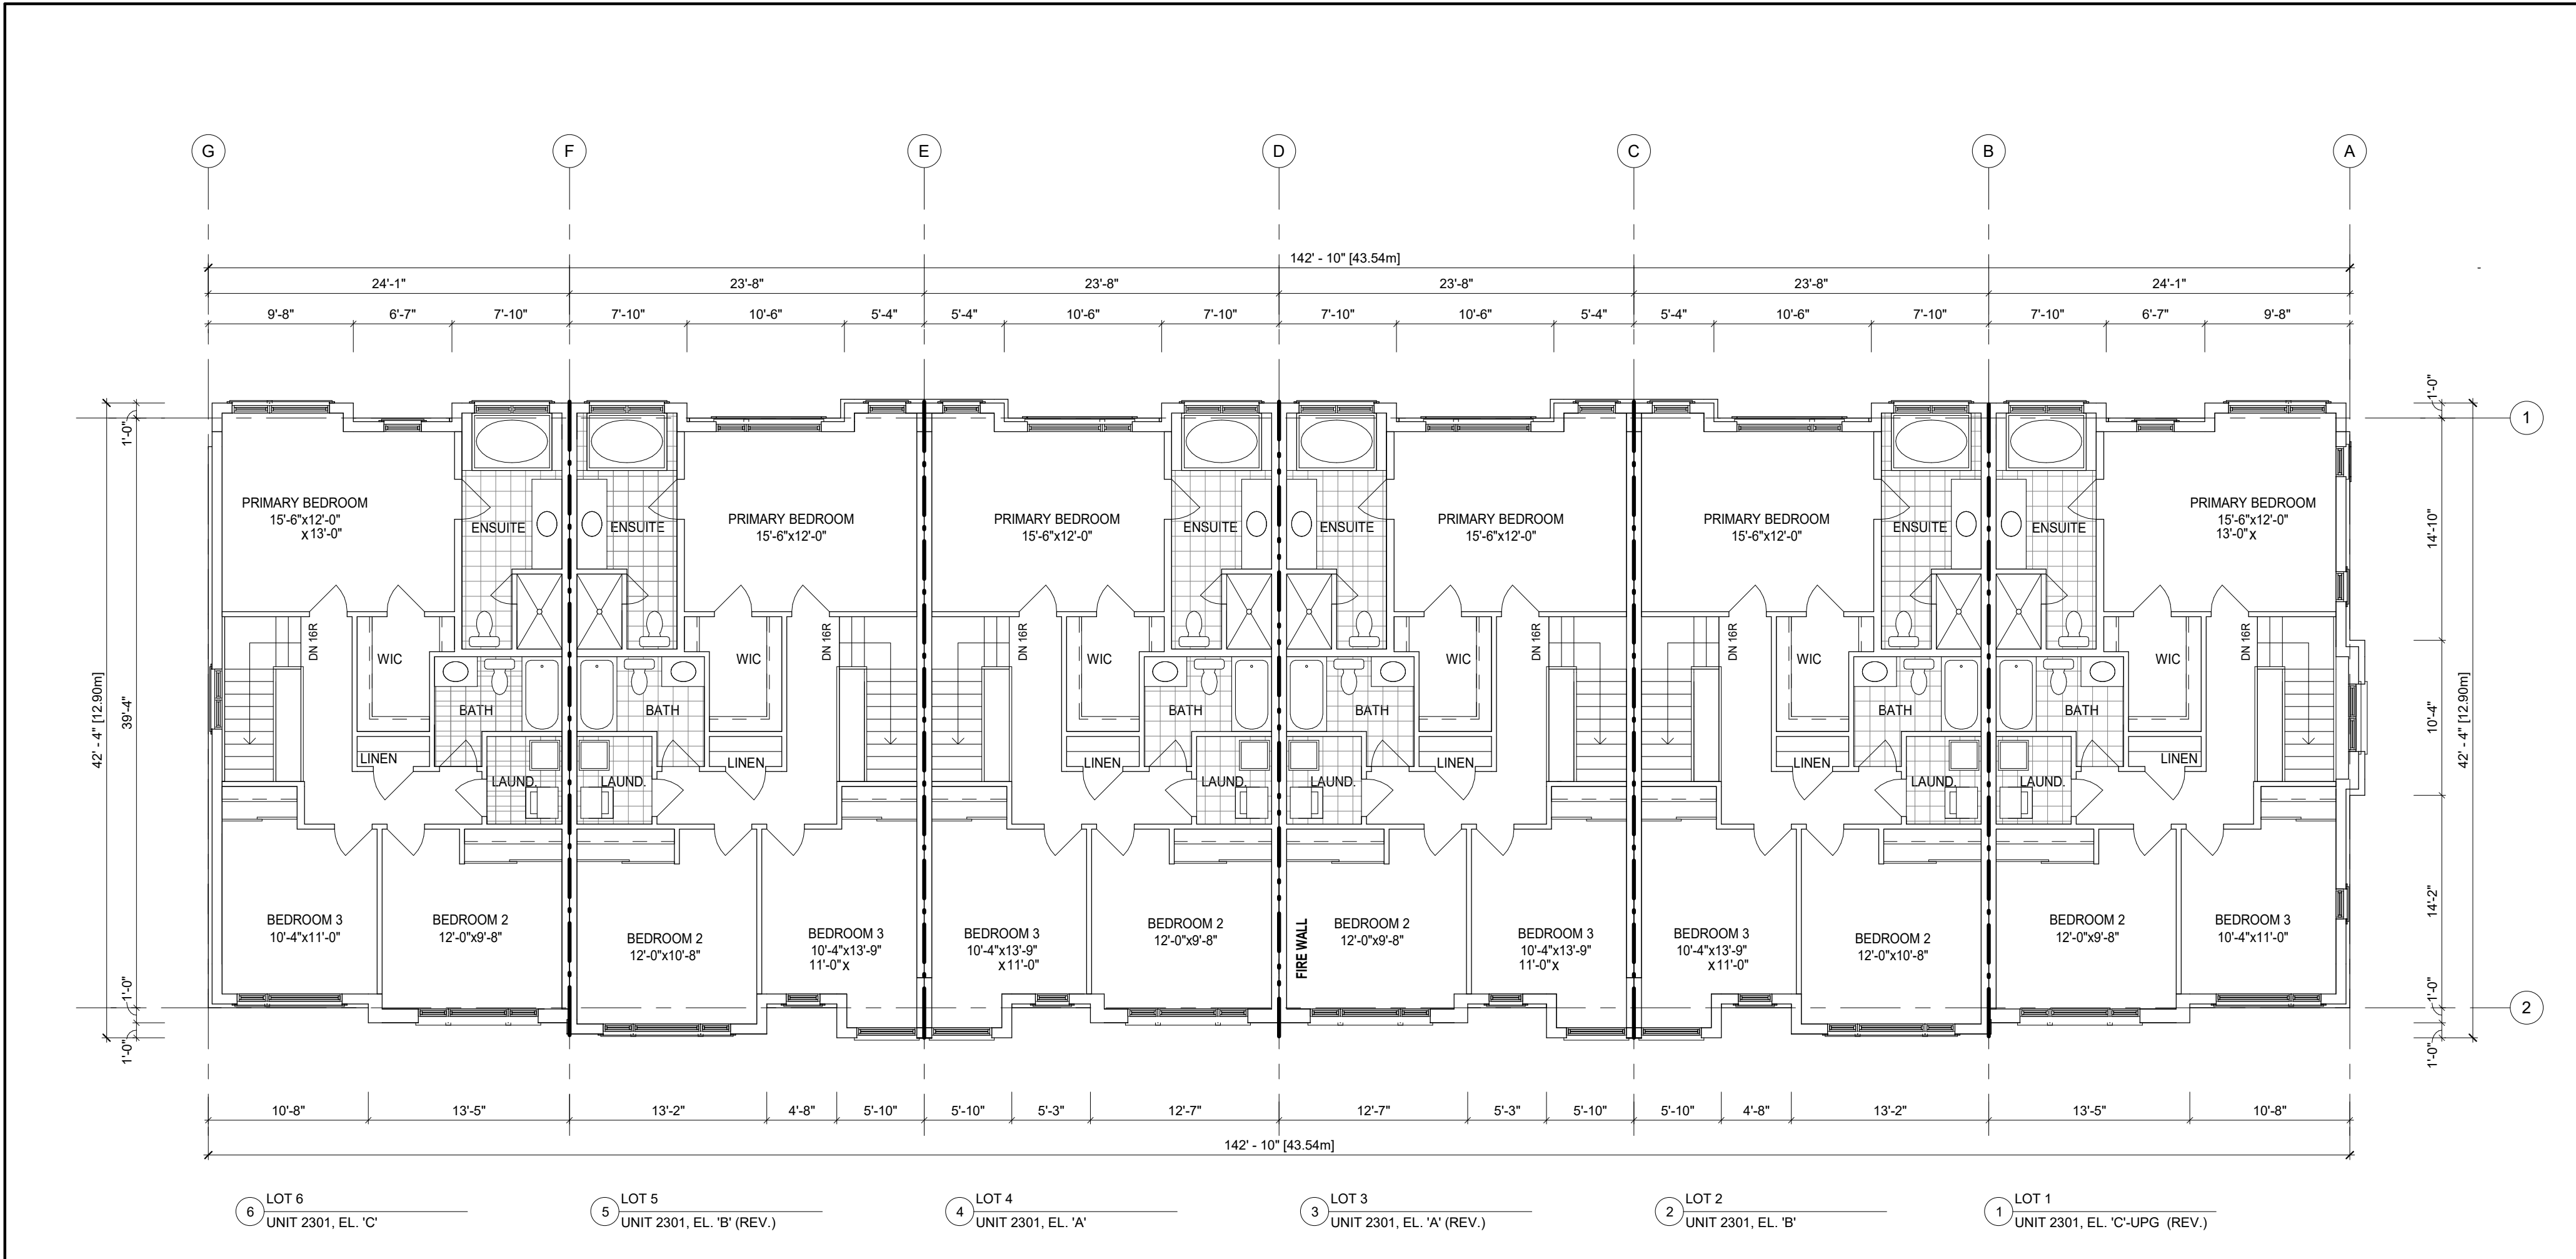 G F E D C B A
142' - 10" [43.54m]
24'-1" 23'-8" 23'-8" 23'-8" 23'-8" 24'-1"
9'-8" 6'-7" 7'-10" 7'-10" 10'-6" 5'-4" 5'-4" 10'-6" 7'-10" 7'-10" 10'-6" 5'-4" 5'-4" 10'-6" 7'-10" 7'-10" 6'-7" 9'-8"
1'-0"
1'-0"
1
PRIMARY BEDROOM
15'-6"x12'-0"
x 13'-0"
ENSUITE
ENSUITE
PRIMARY BEDROOM
15'-6"x12'-0"
PRIMARY BEDROOM
15'-6"x12'-0"
ENSUITE
ENSUITE
PRIMARY BEDROOM
15'-6"x12'-0"
PRIMARY BEDROOM
15'-6"x12'-0"
ENSUITE
ENSUITE
PRIMARY BEDROOM
15'-6"x12'-0"
13'-0" x
14'-10"
DN 16R
WIC
WIC
DN 16R
DN 16R
WIC
WIC
DN 16R
DN 16R
WIC
WIC
DN 16R
42' - 4" [12.90m]
39'-4"
BATH
BATH
BATH
BATH
BATH
BATH
10'-4"
42' - 4" [12.90m]
LINEN
LAUND.
LAUND.
LINEN
LINEN
LAUND.
LAUND.
LINEN
LINEN
LAUND.
LAUND.
LINEN
BEDROOM 3
10'-4"x11'-0"
BEDROOM 2
12'-0"x9'-8"
BEDROOM 2
12'-0"x10'-8"
BEDROOM 3
10'-4"x13'-9"
11'-0" x
BEDROOM 3
10'-4"x13'-9"
x 11'-0"
BEDROOM 2
12'-0"x9'-8"
FIRE WALL
BEDROOM 2
12'-0"x9'-8"
BEDROOM 3
10'-4"x13'-9"
11'-0" x
BEDROOM 3
10'-4"x13'-9"
x 11'-0"
BEDROOM 2
12'-0"x10'-8"
BEDROOM 2
12'-0"x9'-8"
BEDROOM 3
10'-4"x11'-0"
14'-2"
1'-0"
1'-0"
1'-0"
1'-0"
2
10'-8" 13'-5" 13'-2" 4'-8" 5'-10" 5'-10" 5'-3" 12'-7" 12'-7" 5'-3" 5'-10" 5'-10" 4'-8" 13'-2" 13'-5" 10'-8"
142' - 10" [43.54m]
6
LOT 6
UNIT 2301, EL. 'C'
5
LOT 5
UNIT 2301, EL. 'B' (REV.)
4
LOT 4
UNIT 2301, EL. 'A'
3
LOT 3
UNIT 2301, EL. 'A' (REV.)
2
LOT 2
UNIT 2301, EL. 'B'
1
LOT 1
UNIT 2301, EL. 'C'-UPG (REV.)